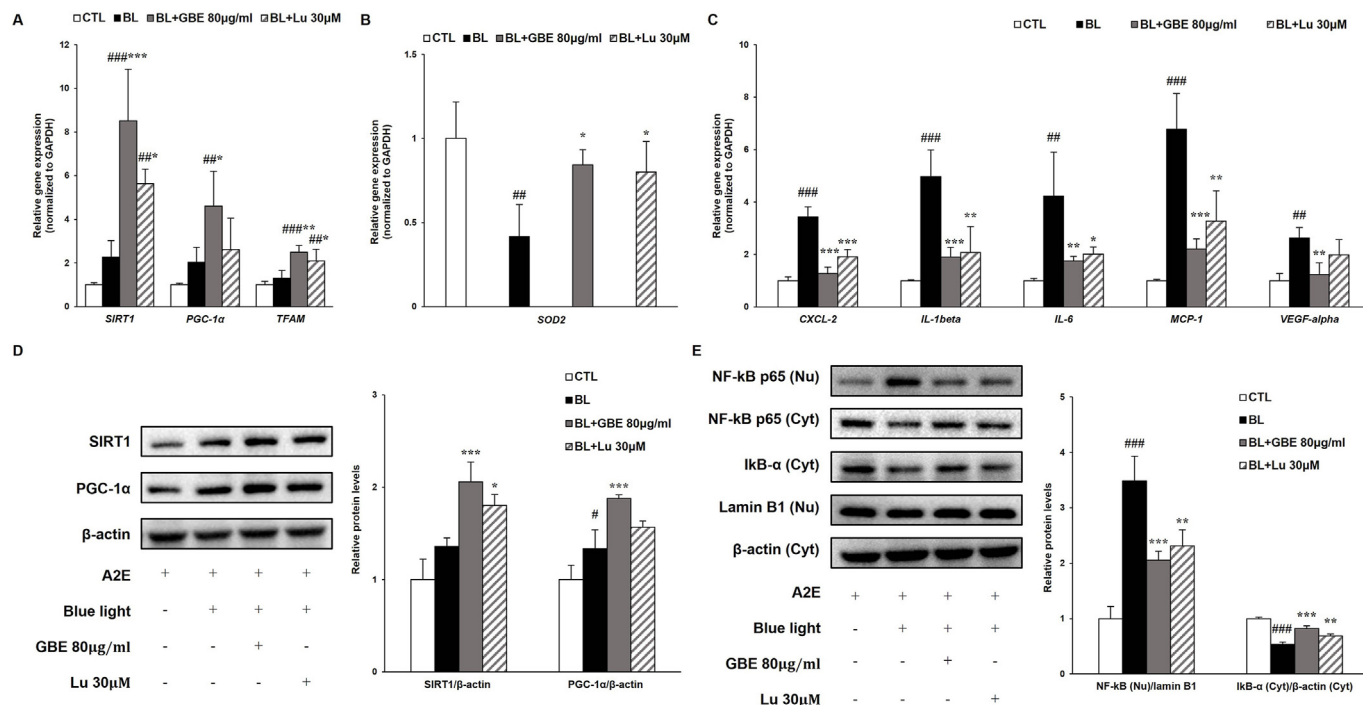 A
CTL BL BL+GBE 80μg/ml BL+Lu 30μM
Relative gene expression
(normalized to GAPDH)
12
10
8
6
4
2
0
###***
##*
##*
###**
##*
SIRT1 PGC-1α TFAM
B
CTL BL BL+GBE 80μg/ml BL+Lu 30μM
Relative gene expression
(normalized to GAPDH)
1.5
1
0.5
0
##
*
*
SOD2
C
CTL BL BL+GBE 80μg/ml BL+Lu 30μM
Relative gene expression
(normalized to GAPDH)
10
8
6
4
2
0
### *** ***
### *** **
## ** *
### *** **
## **
CXCL-2 IL-1beta IL-6 MCP-1 VEGF-alpha
D
SIRT1
PGC-1α
β-actin
A2E + + + +
Blue light - + + +
GBE 80μg/ml - - + -
Lu 30μM - - - +
CTL
BL
BL+GBE 80μg/ml
BL+Lu 30μM
Relative protein levels
3
2
1
0
*** *
# ***
SIRT1/β-actin PGC-1α/β-actin
E
NF-kB p65 (Nu)
NF-kB p65 (Cyt)
IkB-α (Cyt)
Lamin B1 (Nu)
β-actin (Cyt)
A2E + + + +
Blue light - + + +
GBE 80μg/ml - - + -
Lu 30μM - - - +
CTL
BL
BL+GBE 80μg/ml
BL+Lu 30μM
Relative protein levels
5
4
3
2
1
0
### *** **
### *** **
NF-kB (Nu)/lamin B1 IkB-α (Cyt)/β-actin (Cyt)